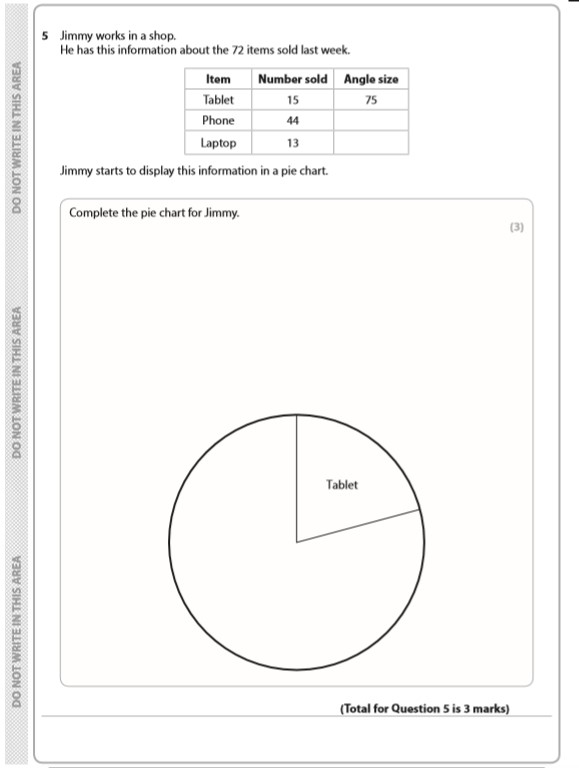 5 Jimmy works in a shop.
He has this information about the 72 items sold last week.
Item Number sold Angle size
Tablet 15 75
Phone 44
Laptop 13
Jimmy starts to display this information in a pie chart.
Complete the pie chart for Jimmy.
(3)
Tablet
(Total for Question 5 is 3 marks)
DO NOT WRITE IN THIS AREA
DO NOT WRITE IN THIS AREA
DO NOT WRITE IN THIS AREA